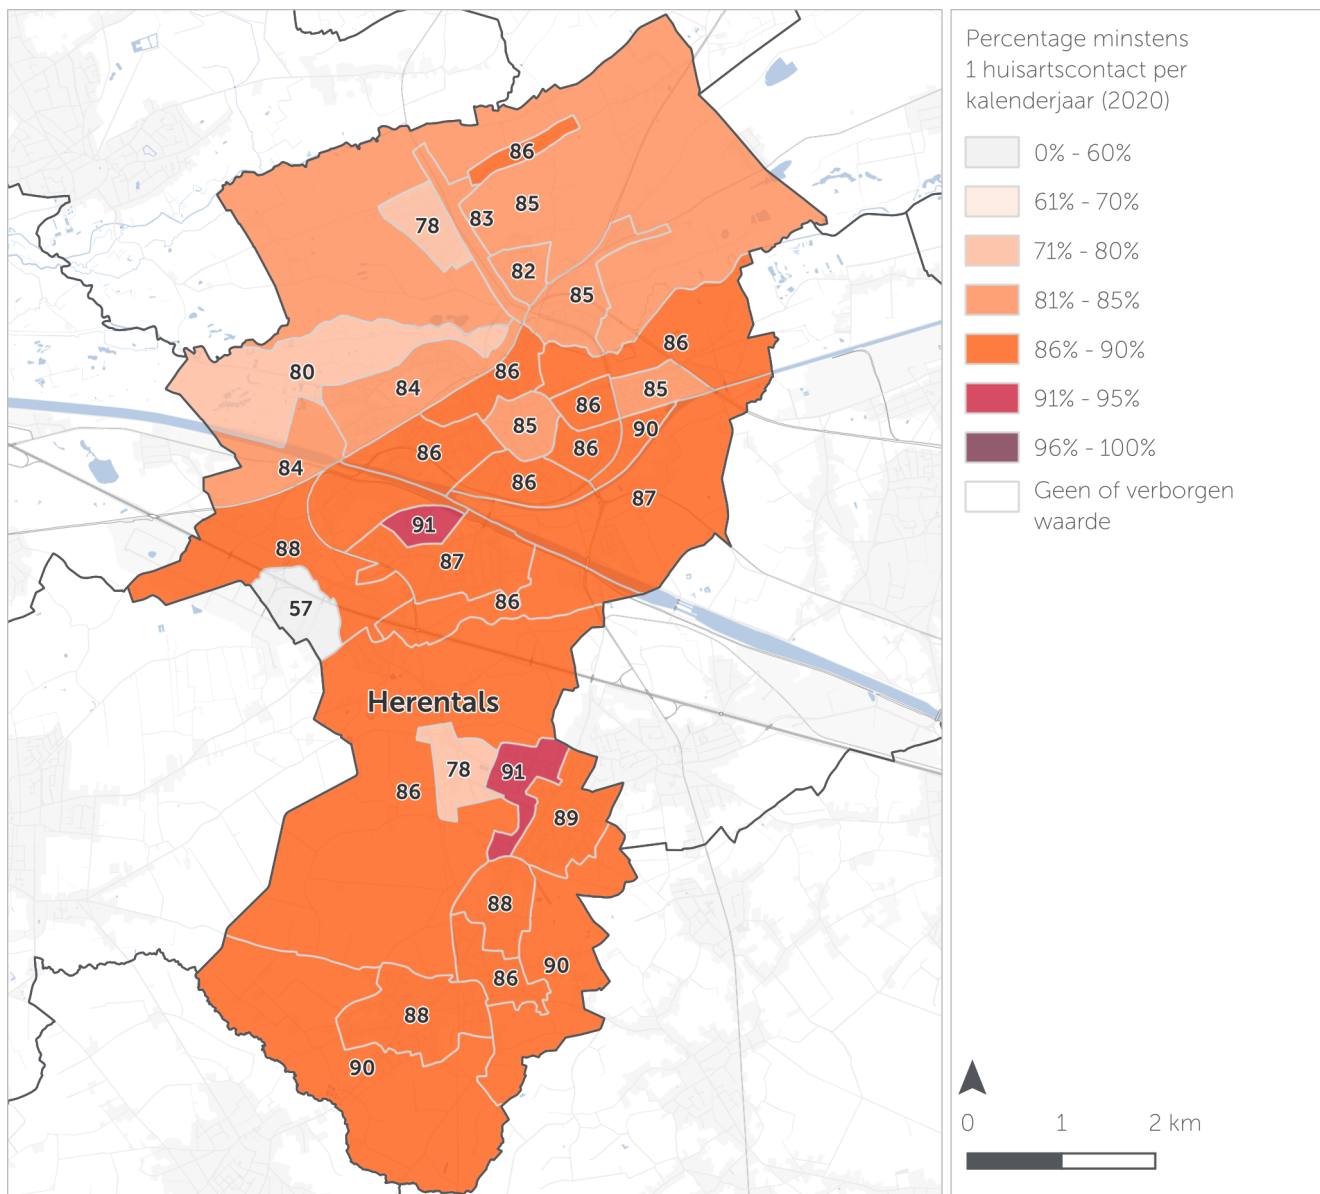 Percentage minstens
1 huisartscontact per
kalenderjaar (2020)
0% - 60%
61% - 70%
71% - 80%
81% - 85%
86% - 90%
91% - 95%
96% - 100%
Geen of verborgen
waarde
0 1 2 km
86
85
83
78
82
85
86
80
86
84
85
86
85
90
86
86
84
86
87
91
88
87
86
57
Herentals
78
91
86
89
88
90
86
88
90